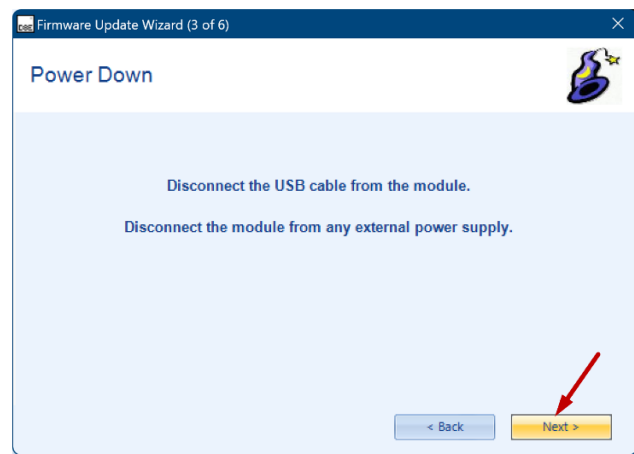 DSE Firmware Update Wizard (3 of 6)
Power Down
Disconnect the USB cable from the module.
Disconnect the module from any external power supply.
< Back Next >